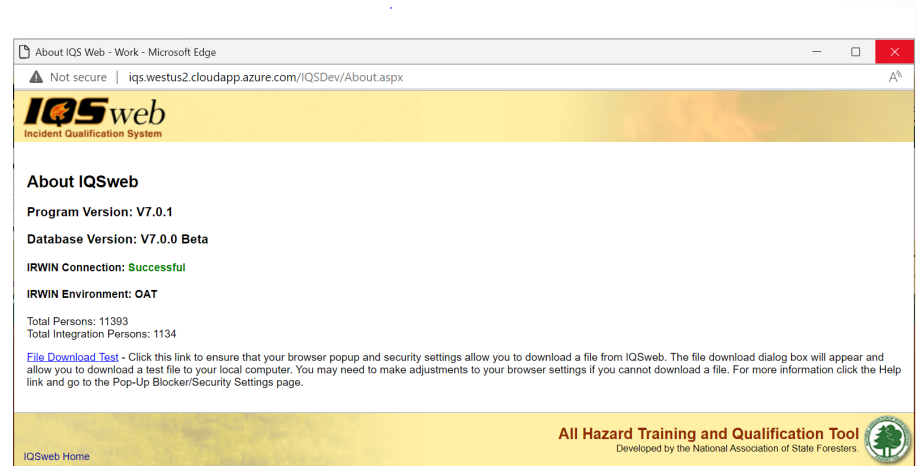 About IQS Web - Work - Microsoft Edge
Not secure | iqs.westus2.cloudapp.azure.com/IQSDev/About.aspx
IQS web
Incident Qualification System
About IQSweb
Program Version: V7.0.1
Database Version: V7.0.0 Beta
IRWIN Connection: Successful
IRWIN Environment: OAT
Total Persons: 11393
Total Integration Persons: 1134
File Download Test - Click this link to ensure that your browser popup and security settings allow you to download a file from IQSweb. The file download dialog box will appear and
allow you to download a test file to your local computer. You may need to make adjustments to your browser settings if you cannot download a file. For more information click the Help
link and go to the Pop-Up Blocker/Security Settings page.
All Hazard Training and Qualification Tool
Developed by the National Association of State Foresters.
IQSweb Home